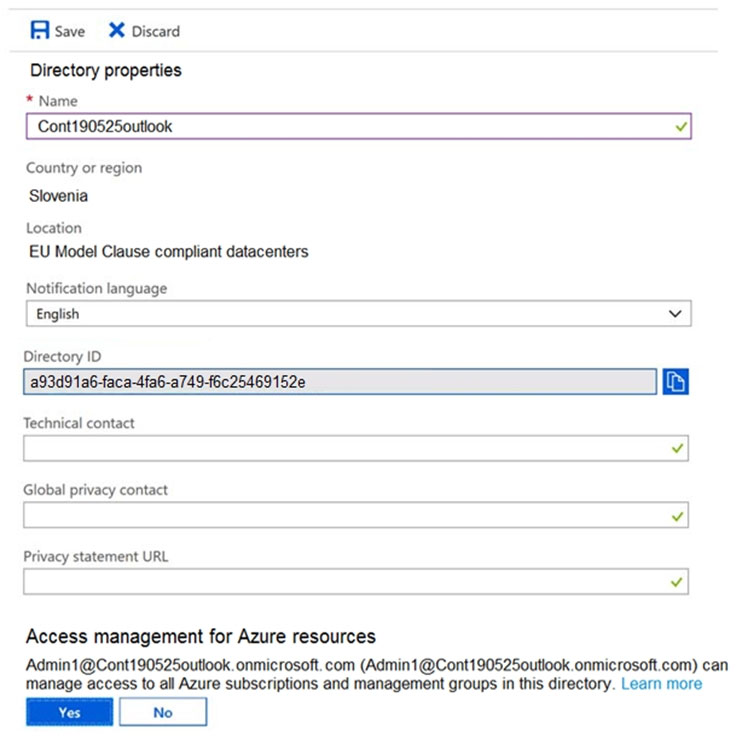 Save Discard
Directory properties
* Name
Cont190525outlook
Country or region
Slovenia
Location
EU Model Clause compliant datacenters
Notification language
English
Directory ID
a93d91a6-faca-4fa6-a749-f6c25469152e
Technical contact
Global privacy contact
Privacy statement URL
Access management for Azure resources
Admin1@Cont190525outlook.onmicrosoft.com (Admin1@Cont190525outlook.onmicrosoft.com) can
manage access to all Azure subscriptions and management groups in this directory. Learn more
Yes No